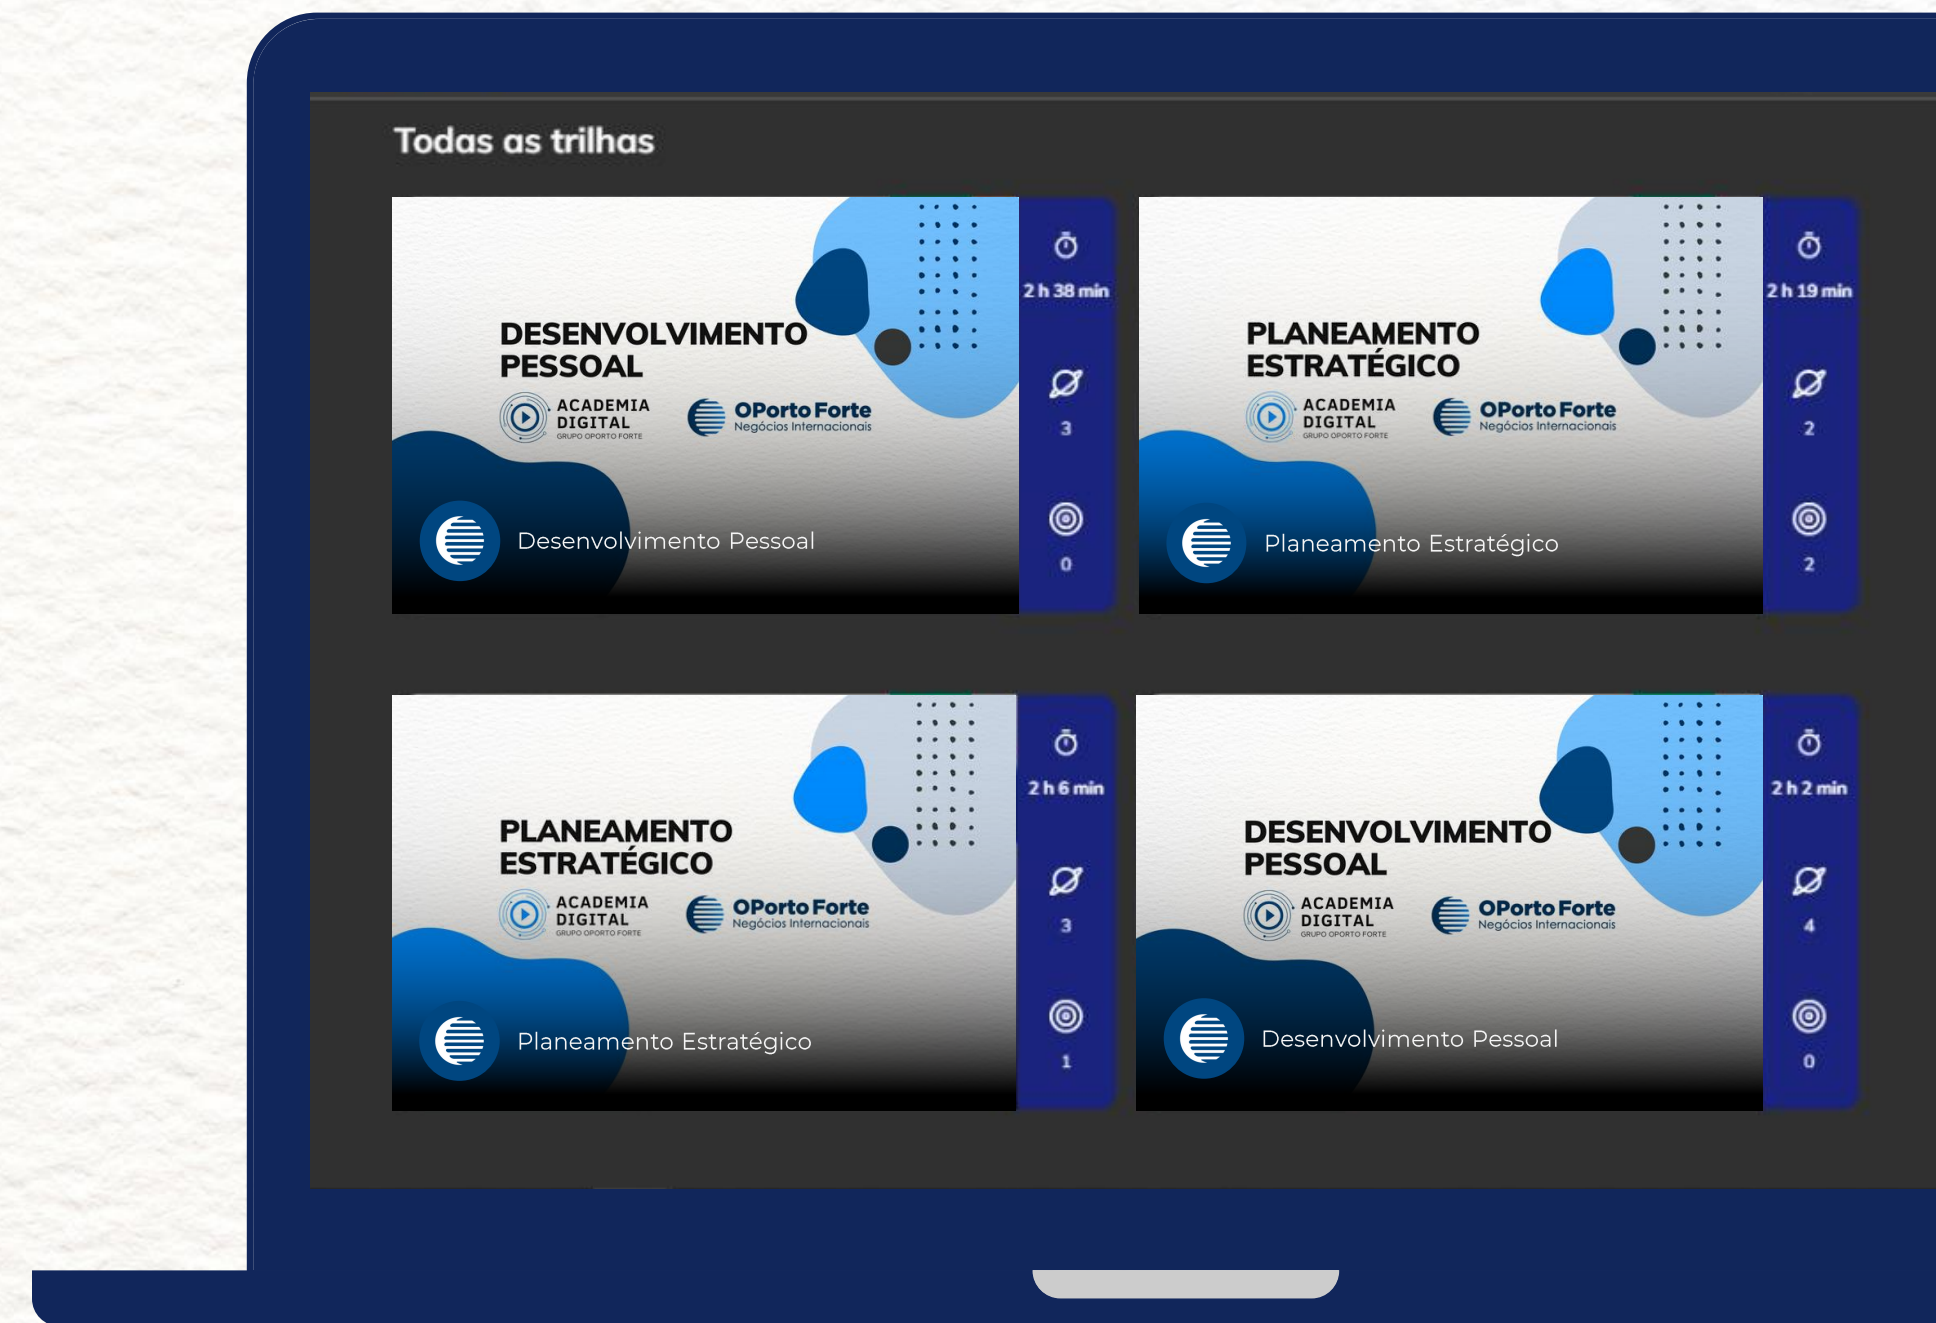 Todas as trilhas
DESENVOLVIMENTO
PESSOAL
ACADEMIA
DIGITAL
GRUPO OPORTO FORTE
OPorto Forte
Negócios Internacionais
Desenvolvimento Pessoal
2 h 38 min
3
0
PLANEAMENTO
ESTRATÉGICO
ACADEMIA
DIGITAL
GRUPO OPORTO FORTE
OPorto Forte
Negócios Internacionais
Planeamento Estratégico
2 h 19 min
2
2
PLANEAMENTO
ESTRATÉGICO
ACADEMIA
DIGITAL
GRUPO OPORTO FORTE
OPorto Forte
Negócios Internacionais
Planeamento Estratégico
2 h 6 min
3
1
DESENVOLVIMENTO
PESSOAL
ACADEMIA
DIGITAL
GRUPO OPORTO FORTE
OPorto Forte
Negócios Internacionais
Desenvolvimento Pessoal
2 h 2 min
4
0